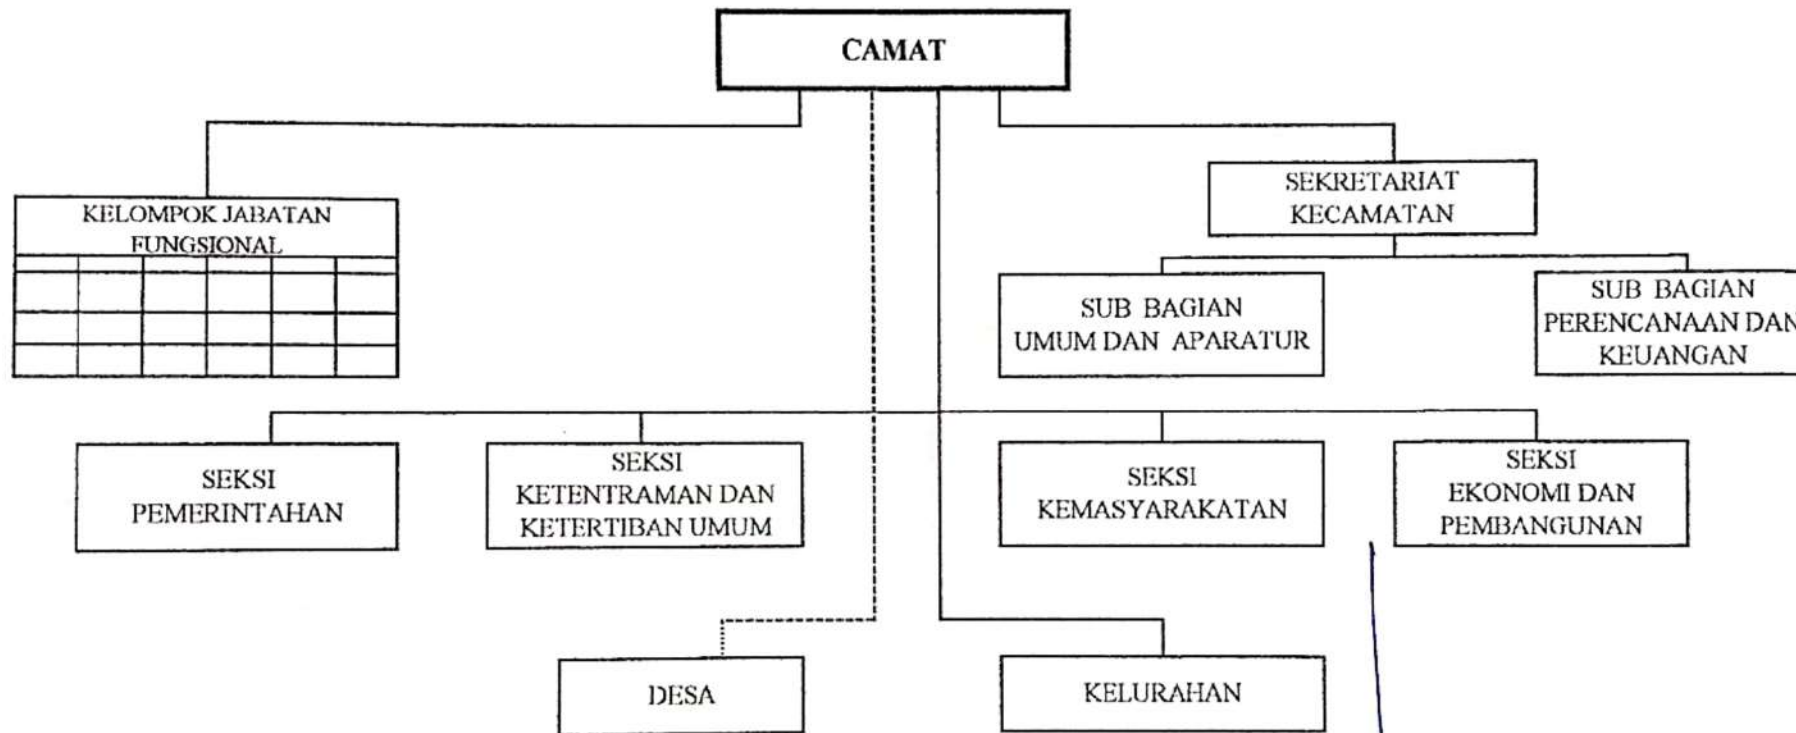 CAMAT
SEKRETARIAT
KECAMATAN
KELOMPOK JABATAN
FUNGSIONAL
SUB BAGIAN
UMUM DAN APARATUR
SUB BAGIAN
PERENCANAAN DAN
KEUANGAN
SEKSI
PEMERINTAHAN
SEKSI
KETENTRAMAN DAN
KETERTIBAN UMUM
SEKSI
KEMASYARAKATAN
SEKSI
EKONOMI DAN
PEMBANGUNAN
DESA
KELURAHAN